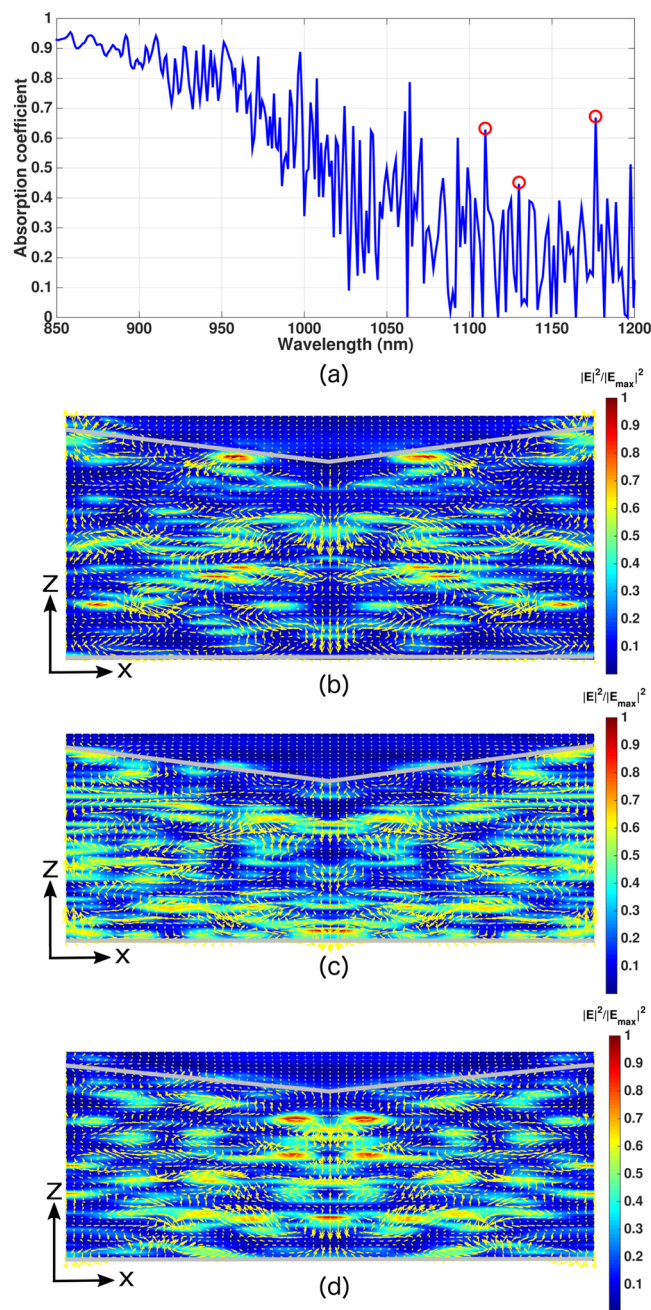 1
0.9
0.8
0.7
0.6
0.5
0.4
0.3
0.2
0.1
0
Absorption coefficient
850 900 950 1000 1050 1100 1150 1200
Wavelength (nm)
(a)
|E|²/|Eₘₐₓ|²
1
0.9
0.8
0.7
0.6
0.5
0.4
0.3
0.2
0.1
Z
X
(b)
|E|²/|Eₘₐₓ|²
1
0.9
0.8
0.7
0.6
0.5
0.4
0.3
0.2
0.1
Z
X
(c)
|E|²/|Eₘₐₓ|²
1
0.9
0.8
0.7
0.6
0.5
0.4
0.3
0.2
0.1
Z
X
(d)